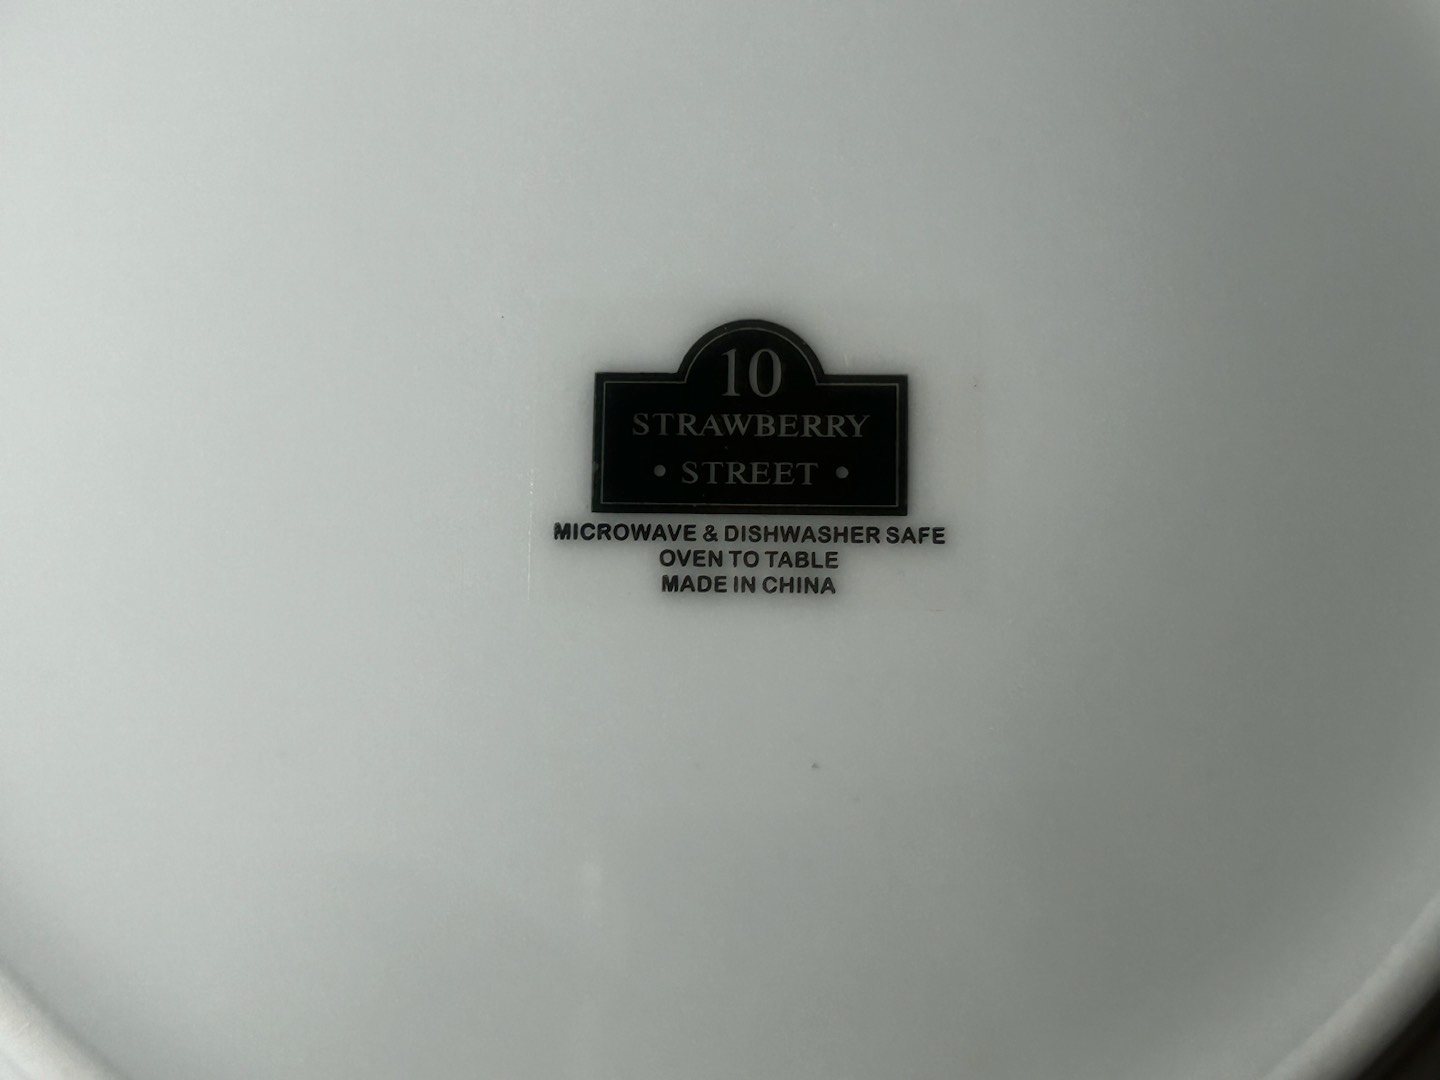 10
STRAWBERRY
• STREET •
MICROWAVE & DISHWASHER SAFE
OVEN TO TABLE
MADE IN CHINA